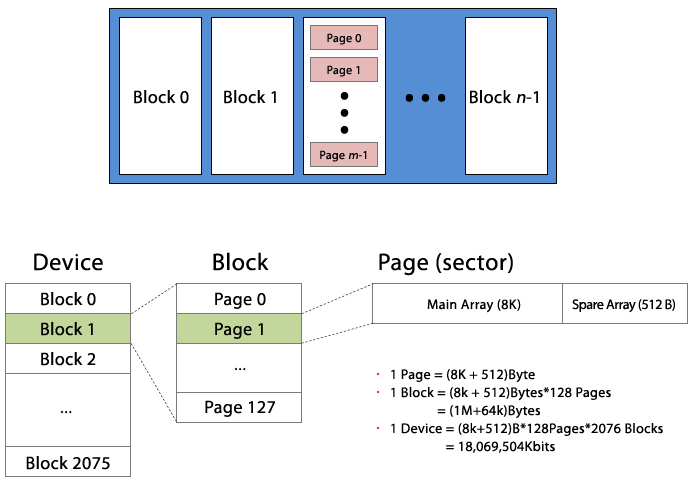 Block 0
Block 1
Page 0
Page 1
Page m-1
Block n-1
Device
Block
Page (sector)
Block 0
Block 1
Block 2
...
Block 2075
Page 0
Page 1
...
Page 127
Main Array (8K)
Spare Array (512 B)
· 1 Page = (8K + 512)Byte
· 1 Block = (8k + 512)Bytes*128 Pages
= (1M+64k)Bytes
· 1 Device = (8k+512)B*128Pages*2076 Blocks
= 18,069,504Kbits